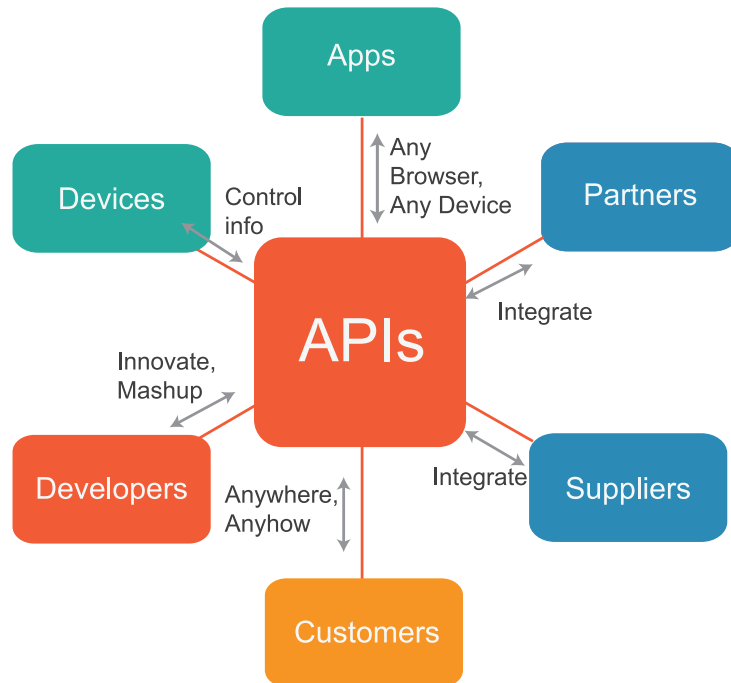 Apps
Any
Browser,
Any Device
Devices
Control
info
Partners
APIs
Integrate
Innovate,
Mashup
Developers
Integrate
Suppliers
Anywhere,
Anyhow
Customers